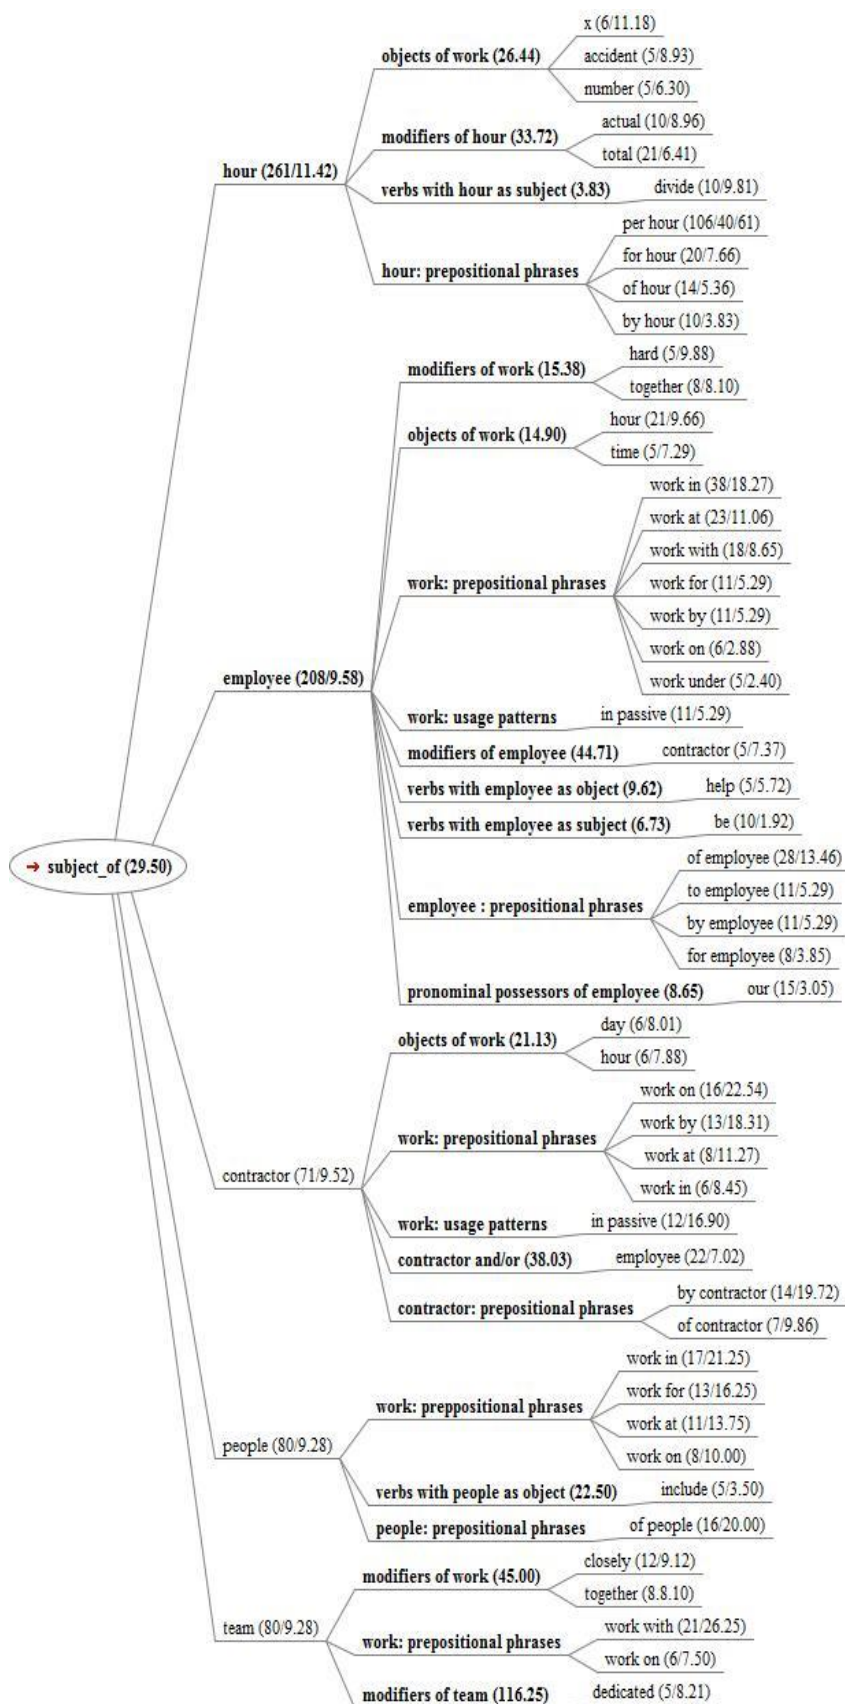 → subject_of (29.50)
hour (261/11.42)
objects of work (26.44)
x (6/11.18)
accident (5/8.93)
number (5/6.30)
modifiers of hour (33.72)
actual (10/8.96)
total (21/6.41)
verbs with hour as subject (3.83)
divide (10/9.81)
hour: prepositional phrases
per hour (106/40/61)
for hour (20/7.66)
of hour (14/5.36)
by hour (10/3.83)
employee (208/9.58)
modifiers of work (15.38)
hard (5/9.88)
together (8/8.10)
objects of work (14.90)
hour (21/9.66)
time (5/7.29)
work: prepositional phrases
work in (38/18.27)
work at (23/11.06)
work with (18/8.65)
work for (11/5.29)
work by (11/5.29)
work on (6/2.88)
work under (5/2.40)
work: usage patterns
in passive (11/5.29)
modifiers of employee (44.71)
contractor (5/7.37)
verbs with employee as object (9.62)
help (5/5.72)
verbs with employee as subject (6.73)
be (10/1.92)
employee : prepositional phrases
of employee (28/13.46)
to employee (11/5.29)
by employee (11/5.29)
for employee (8/3.85)
pronominal possessors of employee (8.65)
our (15/3.05)
contractor (71/9.52)
objects of work (21.13)
day (6/8.01)
hour (6/7.88)
work: prepositional phrases
work on (16/22.54)
work by (13/18.31)
work at (8/11.27)
work in (6/8.45)
work: usage patterns
in passive (12/16.90)
contractor and/or (38.03)
employee (22/7.02)
contractor: prepositional phrases
by contractor (14/19.72)
of contractor (7/9.86)
people (80/9.28)
work: preppositional phrases
work in (17/21.25)
work for (13/16.25)
work at (11/13.75)
work on (8/10.00)
verbs with people as object (22.50)
include (5/3.50)
people: prepositional phrases
of people (16/20.00)
team (80/9.28)
modifiers of work (45.00)
closely (12/9.12)
together (8.8.10)
work: prepositional phrases
work with (21/26.25)
work on (6/7.50)
modifiers of team (116.25)
dedicated (5/8.21)